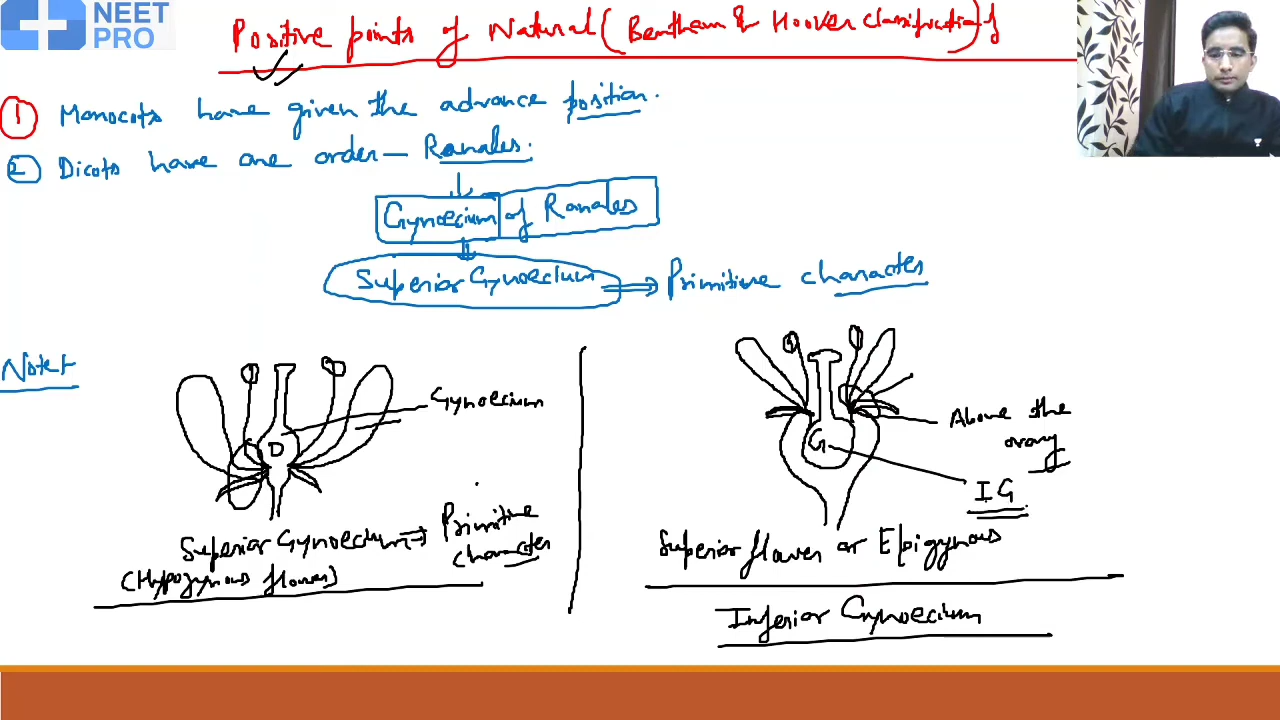 NEET
PRO
Positive points of Natural (Bentham & Hooker classification) :
1 Monocots have given the advance position.
2 Dicots have one order — Ranales.
Gynoecium of Ranales
Superior Gynoecium ⇒ Primitive character
Note :
Gynoecium
Superior Gynoecium ⇒ Primitive character
(Hypogynous flower)
G
Above the ovary
IG
Superior flower or Epigynous
Inferior Gynoecium